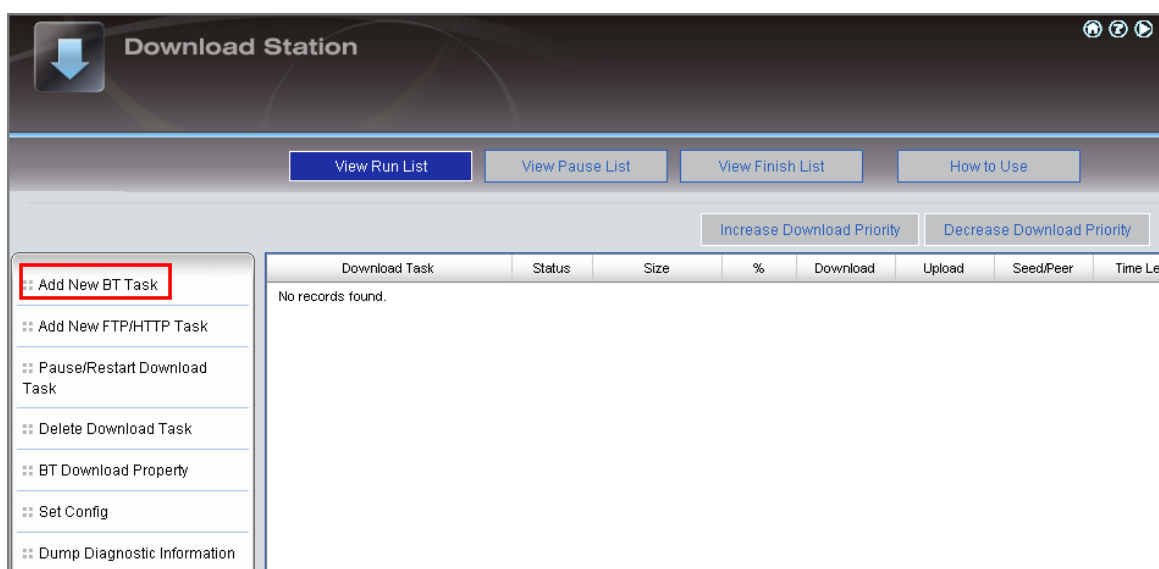 Download Station
View Run List
View Pause List
View Finish List
How to Use
Increase Download Priority
Decrease Download Priority
Add New BT Task
Add New FTP/HTTP Task
Pause/Restart Download
Task
Delete Download Task
BT Download Property
Set Config
Dump Diagnostic Information
Download Task Status Size % Download Upload Seed/Peer Time Le
No records found.